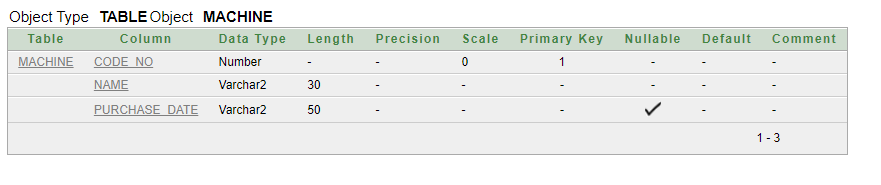 Object Type TABLE Object MACHINE
Table Column Data Type Length Precision Scale Primary Key Nullable Default Comment
MACHINE CODE_NO Number - - 0 1 - - -
NAME Varchar2 30 - - - - - -
PURCHASE_DATE Varchar2 50 - - - ✓ - -
1 - 3